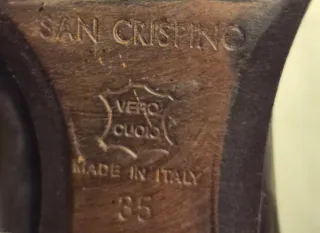 SAN CRISPINO
VERO
CUOIO
MADE IN ITALY
35